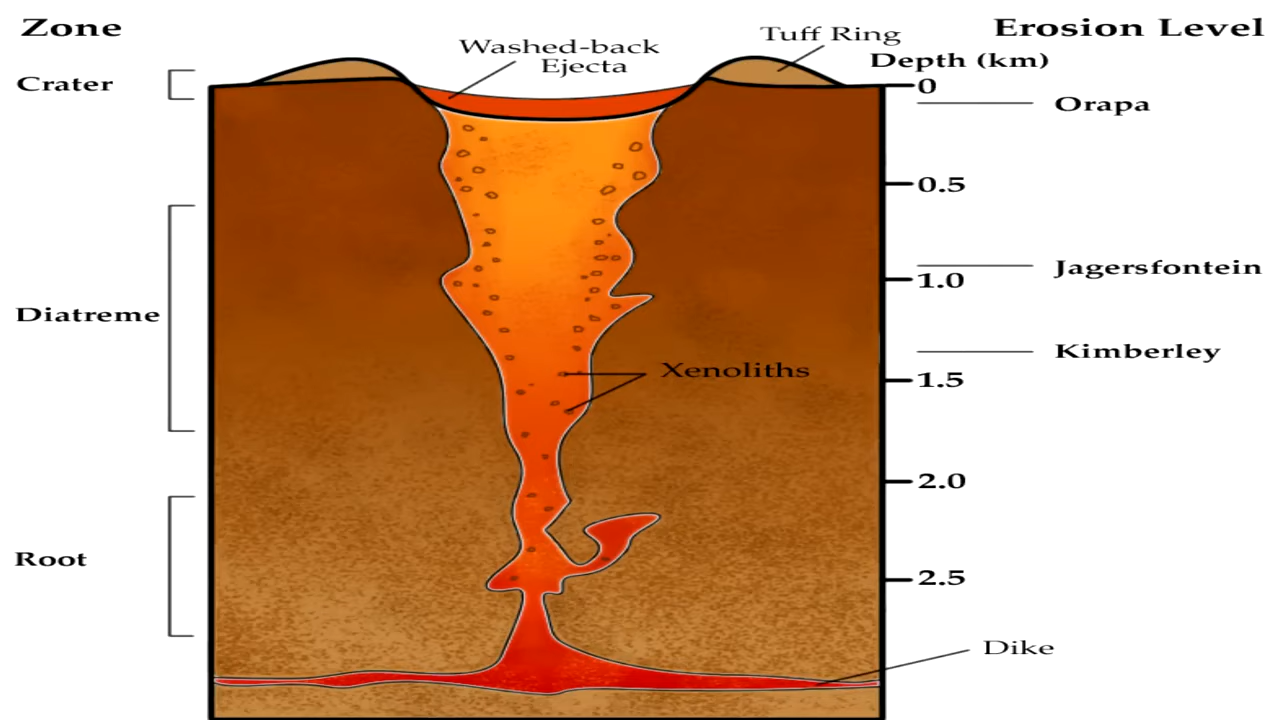 Zone
Erosion Level
Tuff Ring
Washed-back
Ejecta
Depth (km)
Crater
0
Orapa
0.5
Jagersfontein
1.0
Diatreme
Kimberley
Xenoliths
1.5
2.0
Root
2.5
Dike